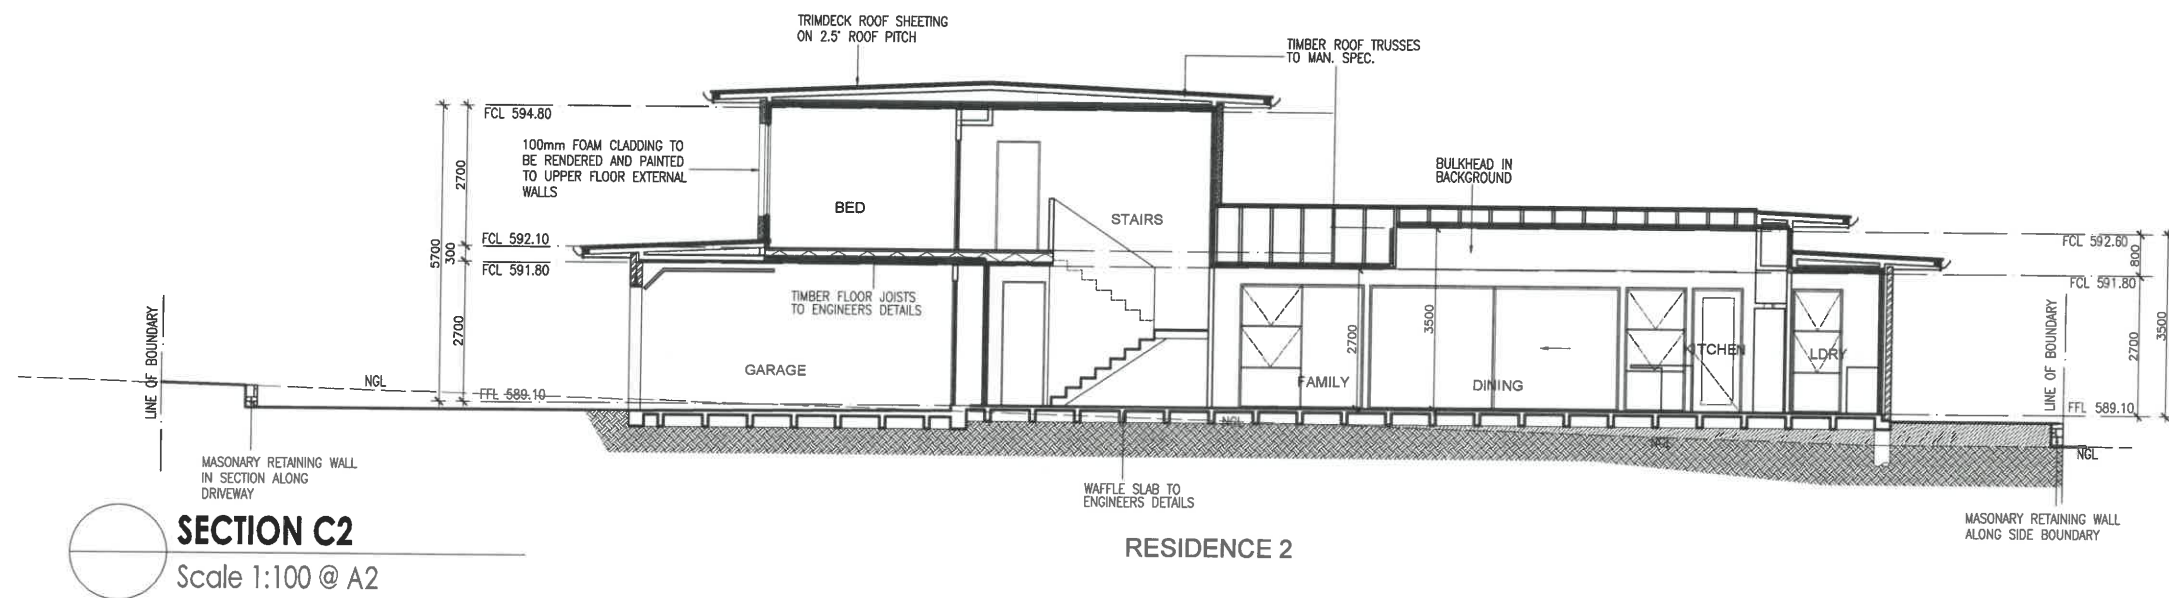 TRIMDECK ROOF SHEETING
ON 2.5° ROOF PITCH
TIMBER ROOF TRUSSES
TO MAN. SPEC.
FCL 594.80
100mm FOAM CLADDING TO
BE RENDERED AND PAINTED
TO UPPER FLOOR EXTERNAL
WALLS
2700
BED
STAIRS
BULKHEAD IN
BACKGROUND
FCL 592.10
5700
300
FCL 591.80
FCL 592.60
800
FCL 591.80
TIMBER FLOOR JOISTS
TO ENGINEERS DETAILS
2700
GARAGE
2700
3500
FAMILY
DINING
KITCHEN
LDRY
2700
3500
LINE OF BOUNDARY
NGL
FFL 589.10
LINE OF BOUNDARY
FFL 589.10
NGL
NGL
NGL
MASONARY RETAINING WALL
IN SECTION ALONG
DRIVEWAY
WAFFLE SLAB TO
ENGINEERS DETAILS
MASONARY RETAINING WALL
ALONG SIDE BOUNDARY
SECTION C2
Scale 1:100 @ A2
RESIDENCE 2